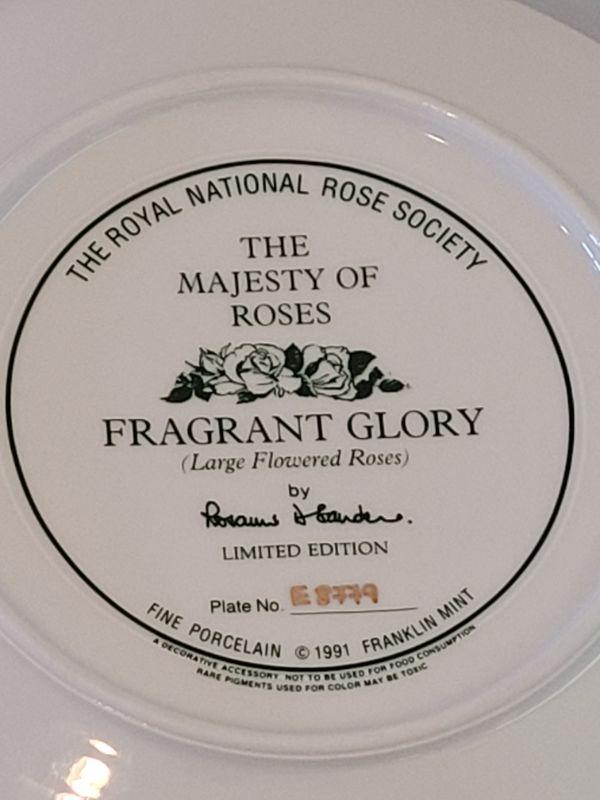 THE ROYAL NATIONAL ROSE SOCIETY
THE
MAJESTY OF
ROSES
FRAGRANT GLORY
(Large Flowered Roses)
by
Rosanne D Sanders.
LIMITED EDITION
Plate No. E8779
FINE PORCELAIN © 1991 FRANKLIN MINT
A DECORATIVE ACCESSORY. NOT TO BE USED FOR FOOD CONSUMPTION
RARE PIGMENTS USED FOR COLOR MAY BE TOXIC